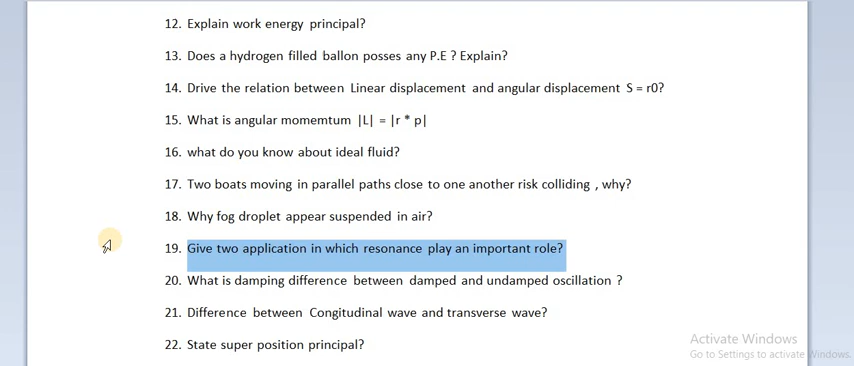 12. Explain work energy principal?
13. Does a hydrogen filled ballon posses any P.E ? Explain?
14. Drive the relation between Linear displacement and angular displacement S = r0?
15. What is angular momemtum |L| = |r * p|
16. what do you know about ideal fluid?
17. Two boats moving in parallel paths close to one another risk colliding , why?
18. Why fog droplet appear suspended in air?
19. Give two application in which resonance play an important role?
20. What is damping difference between damped and undamped oscillation ?
21. Difference between Congitudinal wave and transverse wave?
22. State super position principal?
Activate Windows
Go to Settings to activate Windows.